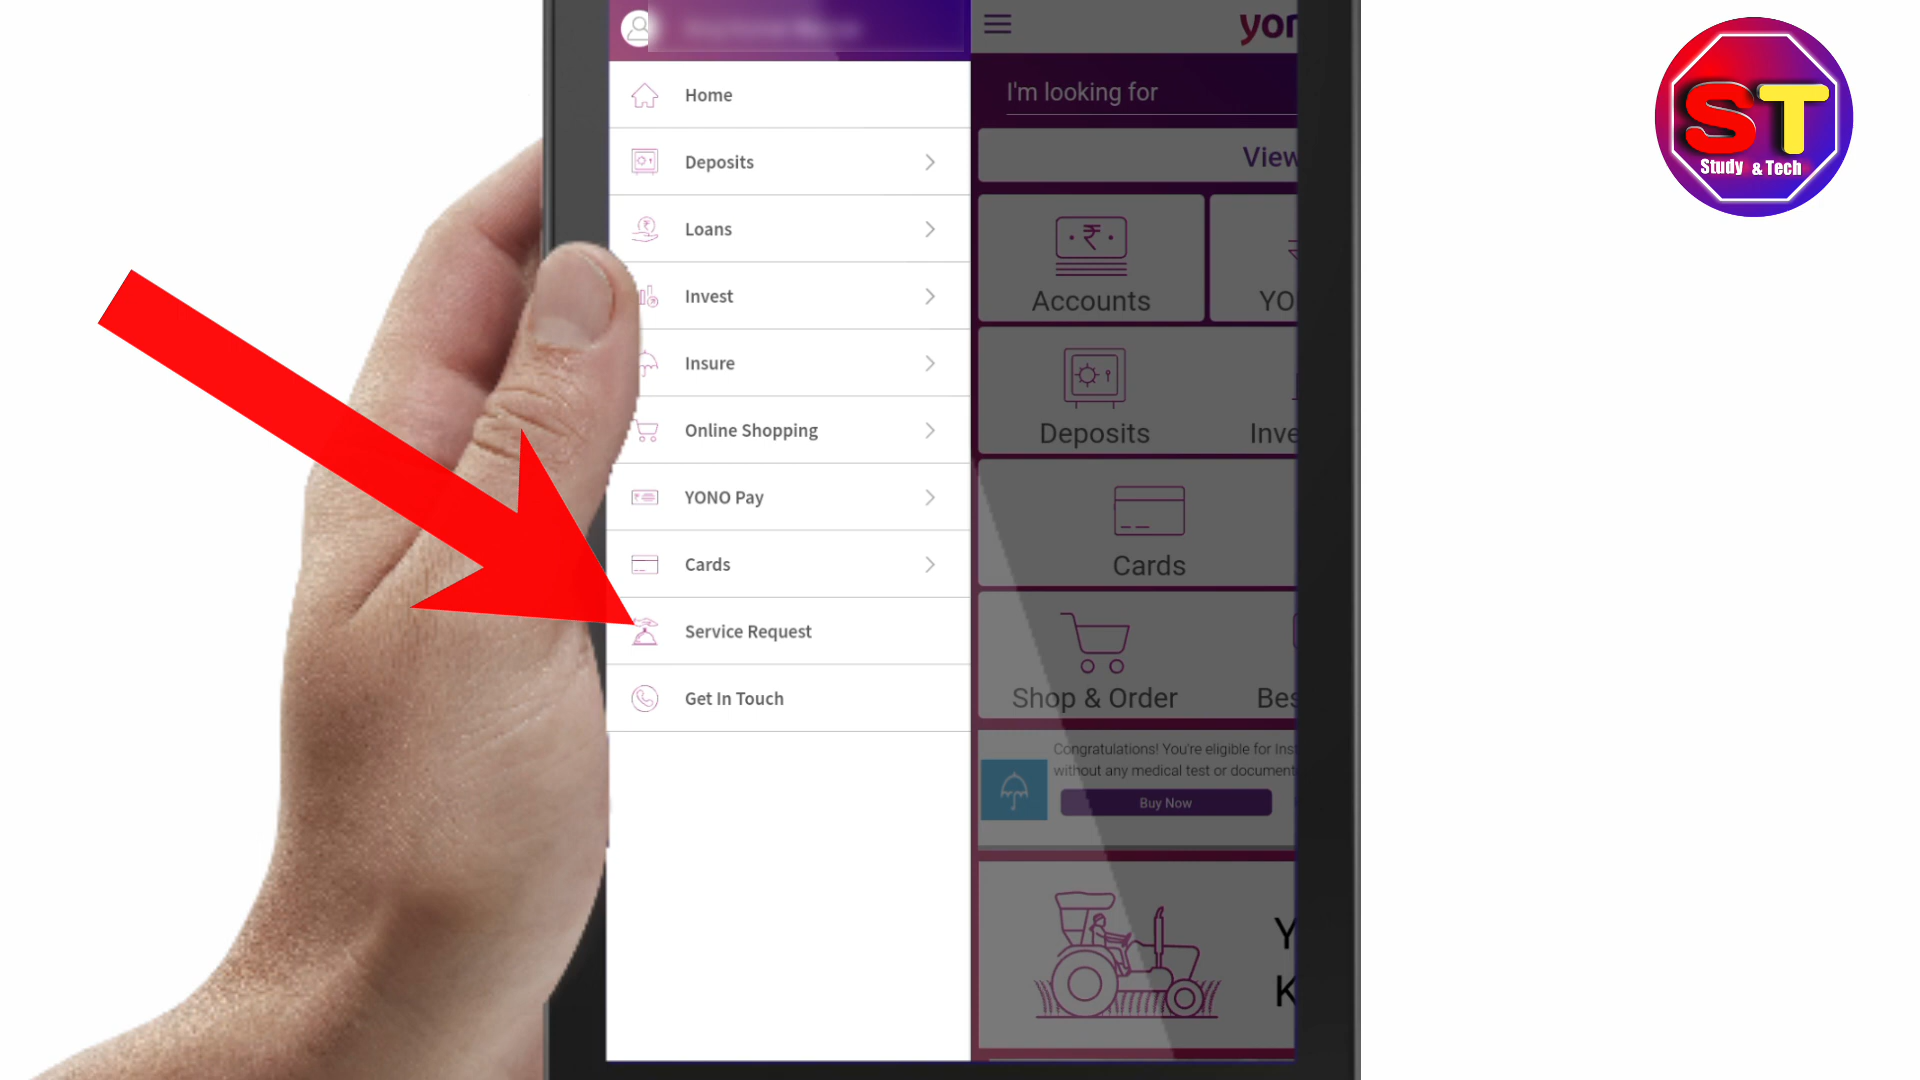 Home
Deposits
Loans
Invest
Insure
Online Shopping
YONO Pay
Cards
Service Request
Get In Touch
yon
I'm looking for
View
Accounts
YO
Deposits
Inve
Cards
Shop & Order
Bes
Congratulations! You're eligible for Ins
without any medical test or document
Buy Now
Y
K
ST
Study & Tech